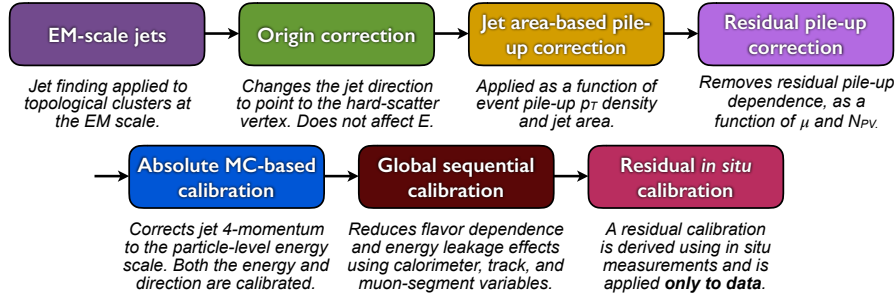 EM-scale jets
Origin correction
Jet area-based pile-
up correction
Residual pile-up
correction
Jet finding applied to
topological clusters at
the EM scale.
Changes the jet direction
to point to the hard-scatter
vertex. Does not affect E.
Applied as a function of
event pile-up pT density
and jet area.
Removes residual pile-up
dependence, as a
function of μ and NPV.
Absolute MC-based
calibration
Global sequential
calibration
Residual in situ
calibration
Corrects jet 4-momentum
to the particle-level energy
scale. Both the energy and
direction are calibrated.
Reduces flavor dependence
and energy leakage effects
using calorimeter, track, and
muon-segment variables.
A residual calibration
is derived using in situ
measurements and is
applied only to data.